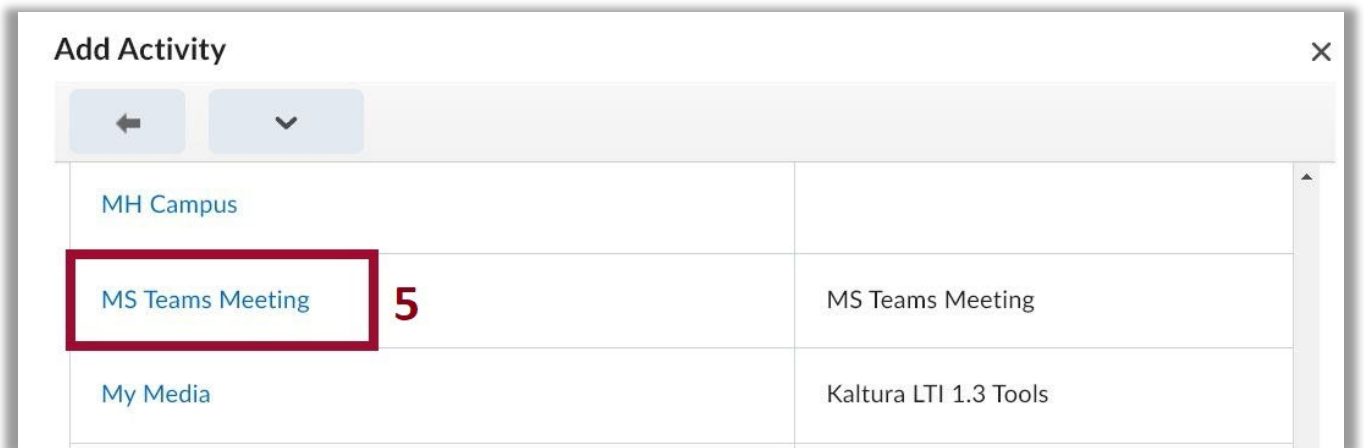 Add Activity
MH Campus
MS Teams Meeting 5 MS Teams Meeting
My Media Kaltura LTI 1.3 Tools